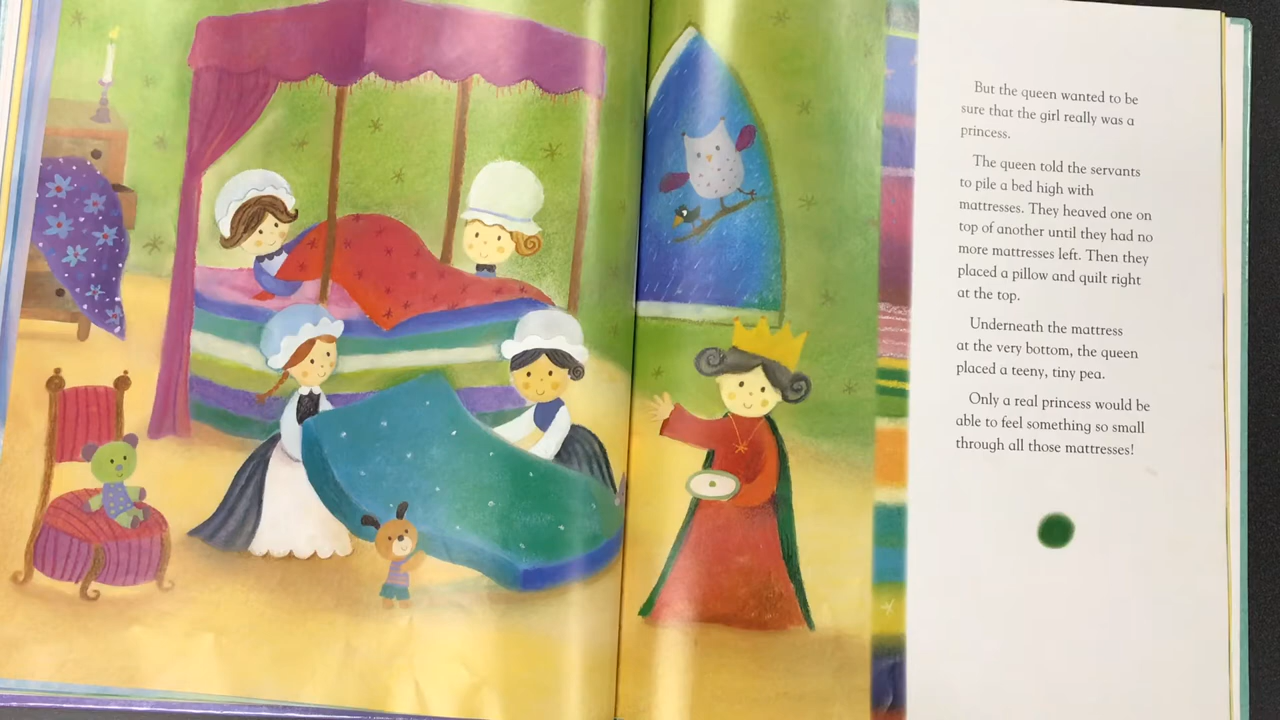 But the queen wanted to be
sure that the girl really was a
princess.
The queen told the servants
to pile a bed high with
mattresses. They heaved one on
top of another until they had no
more mattresses left. Then they
placed a pillow and quilt right
at the top.
Underneath the mattress
at the very bottom, the queen
placed a teeny, tiny pea.
Only a real princess would be
able to feel something so small
through all those mattresses!